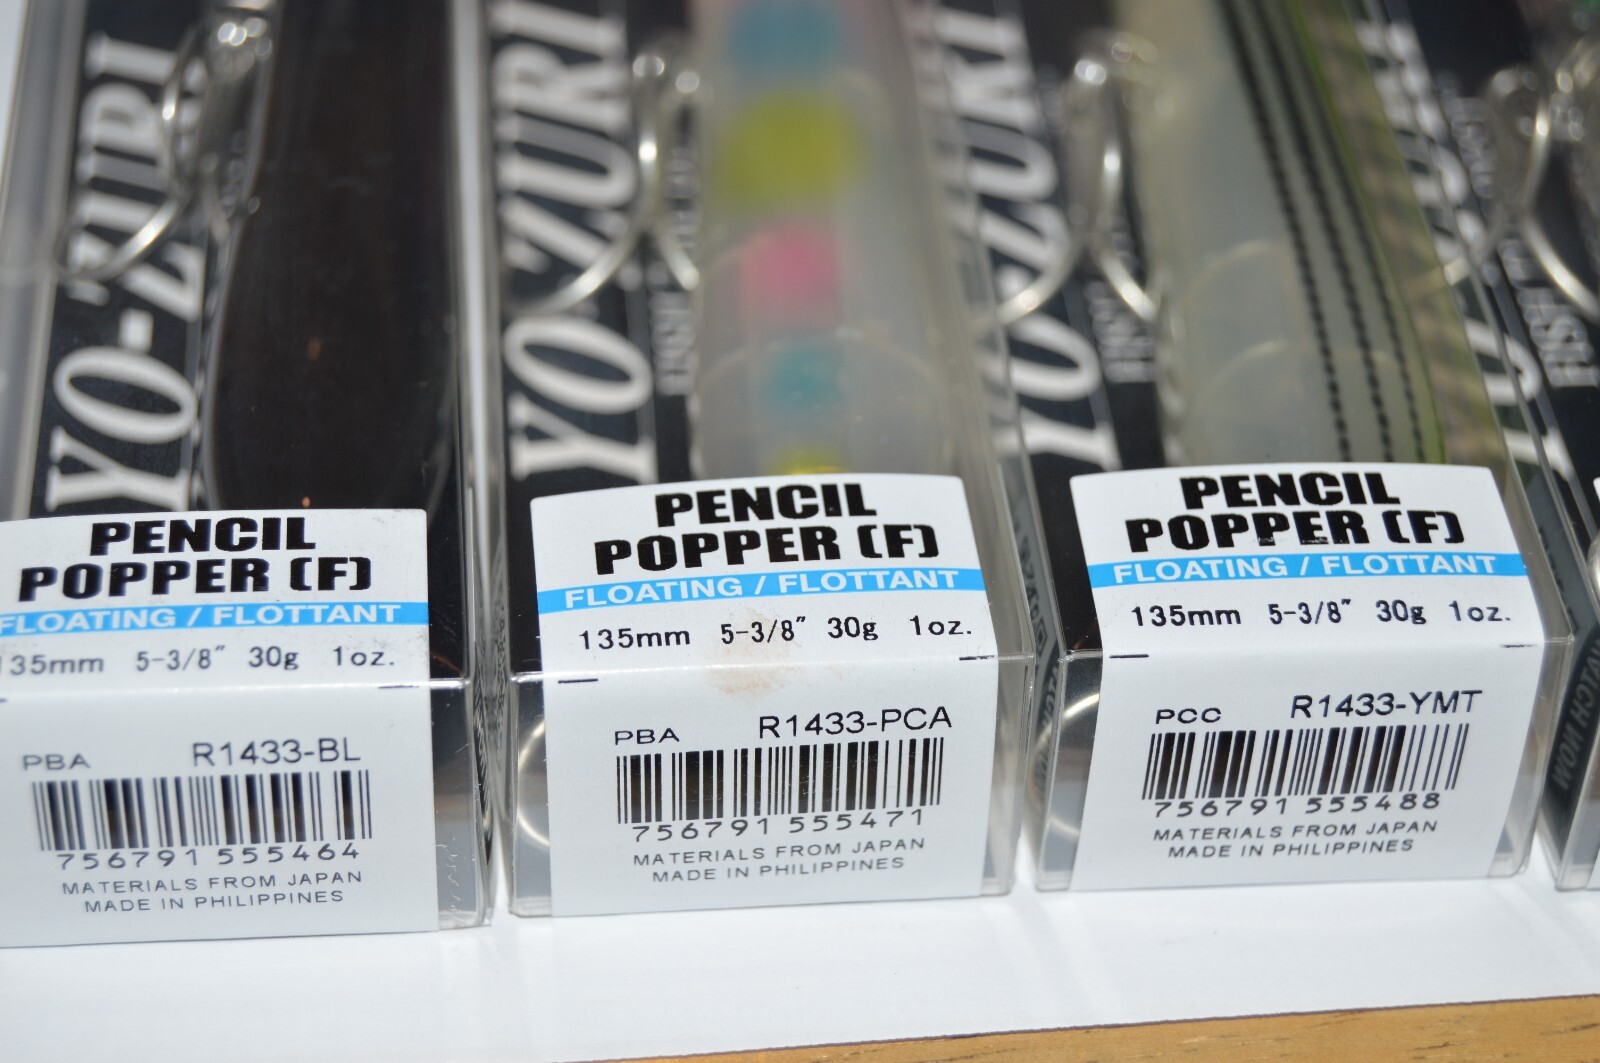 YO-ZURI
PENCIL
POPPER (F)
FLOATING / FLOTTANT
135mm 5-3/8" 30g 1oz.
PBA R1433-BL
756791 555464
MATERIALS FROM JAPAN
MADE IN PHILIPPINES
YO-ZURI
PENCIL
POPPER (F)
FLOATING / FLOTTANT
135mm 5-3/8" 30g 1oz.
PBA R1433-PCA
756791 555471
MATERIALS FROM JAPAN
MADE IN PHILIPPINES
YO-ZURI
PENCIL
POPPER (F)
FLOATING / FLOTTANT
135mm 5-3/8" 30g 1oz.
PCC R1433-YMT
756791 555488
MATERIALS FROM JAPAN
MADE IN PHILIPPINES